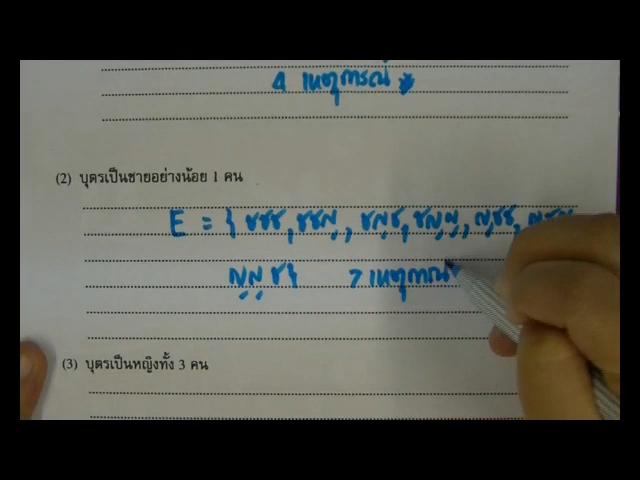 4 เหตุการณ์
(2) บุตรเป็นชายอย่างน้อย 1 คน
E = { ชชช, ชชญ, ชญช, ชญญ, ญชช,
ญญช} 7 เหตุการณ์
(3) บุตรเป็นหญิงทั้ง 3 คน